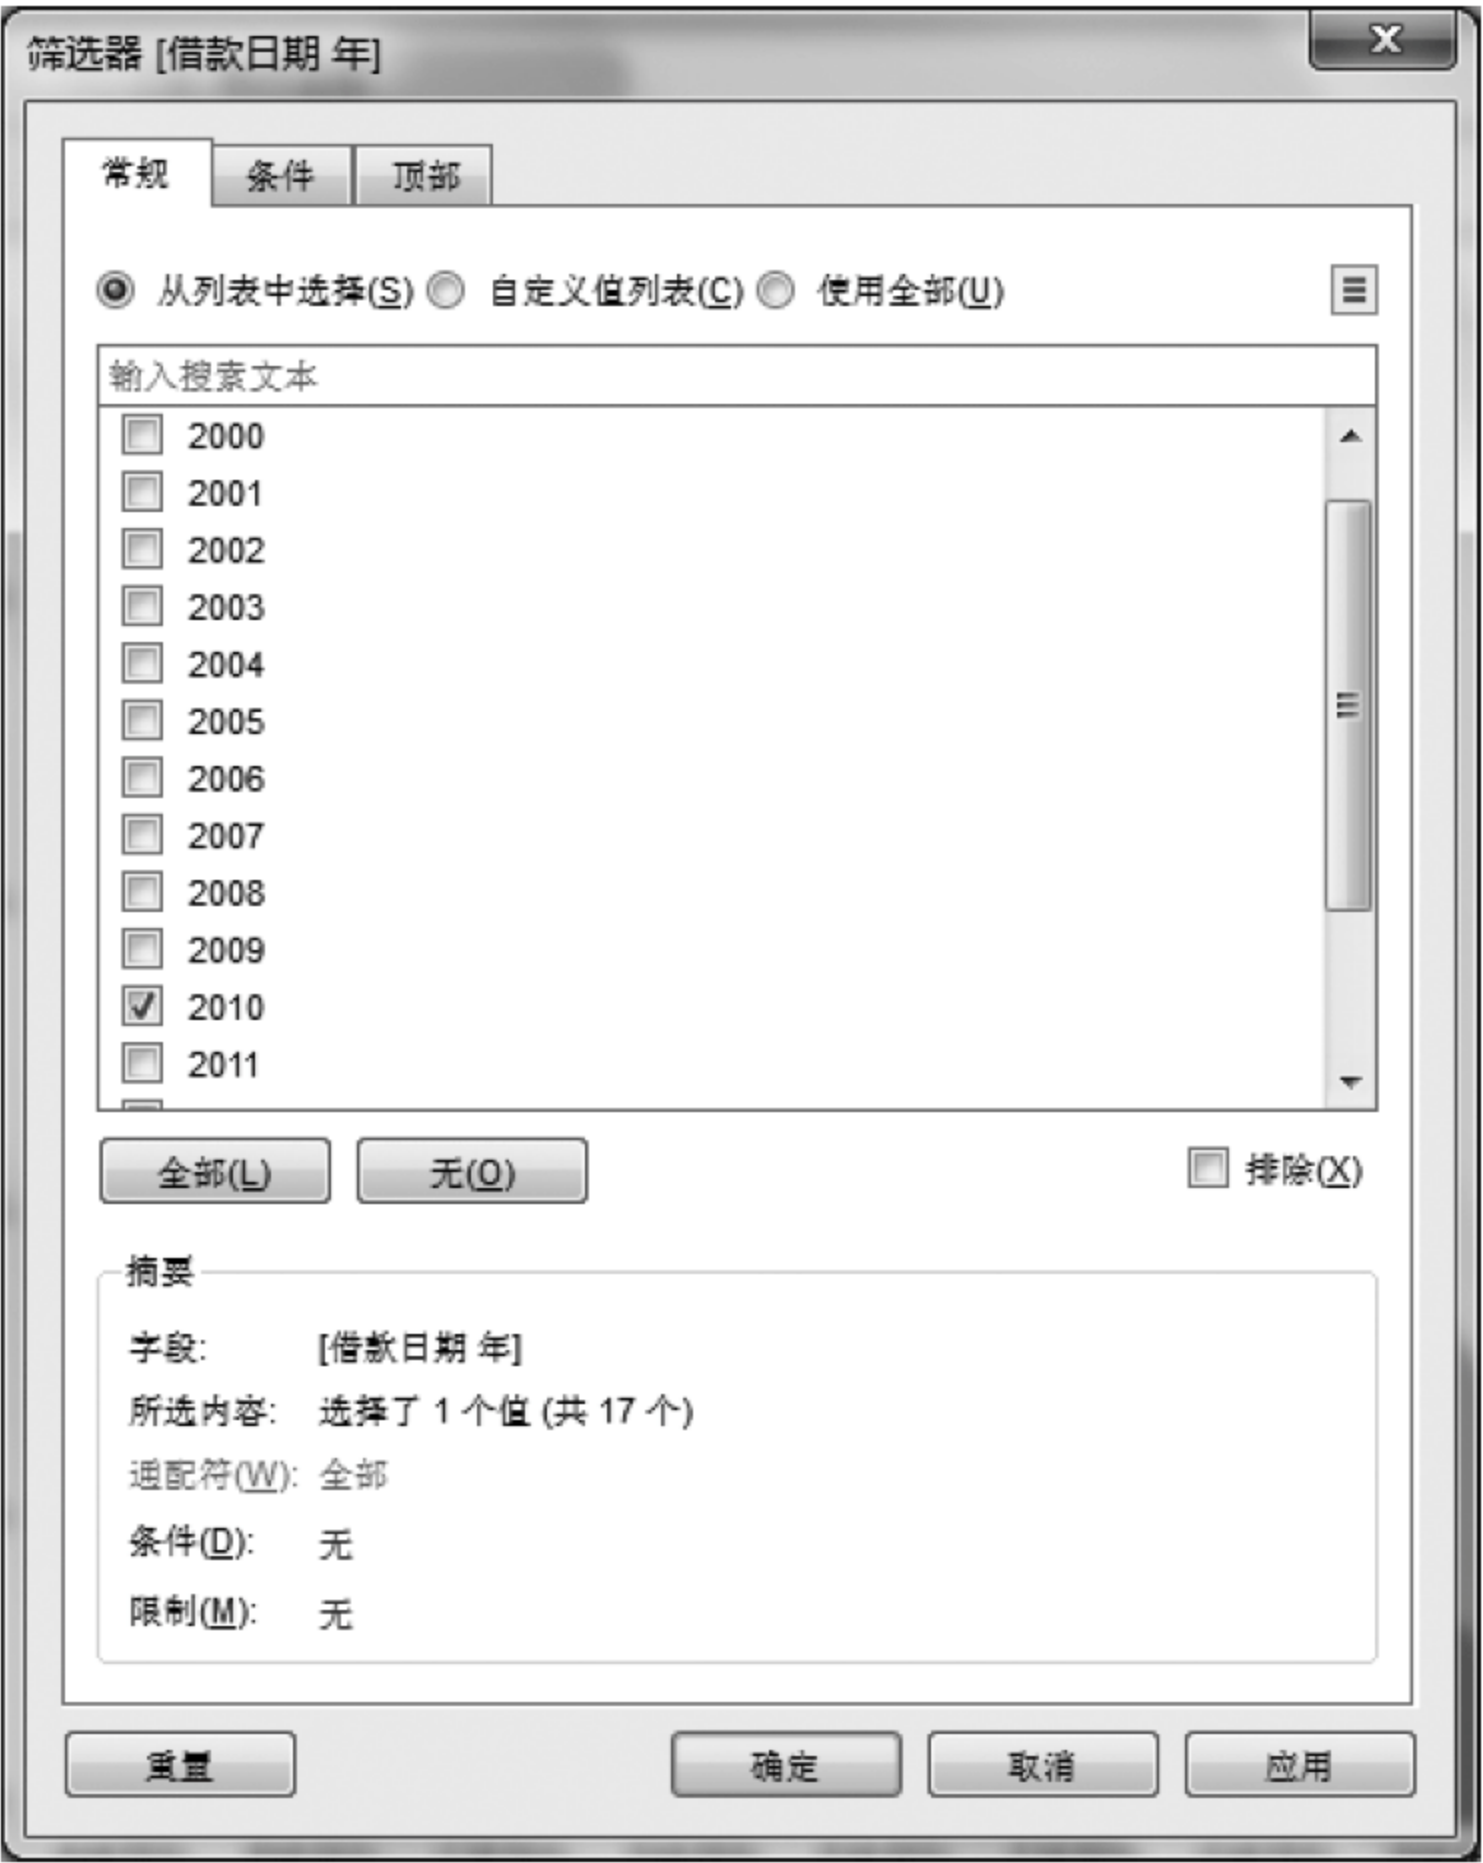 筛选器 [借款日期 年]
常规 条件 顶部
从列表中选择(S) 自定义值列表(C) 使用全部(U)
输入搜索文本
2000
2001
2002
2003
2004
2005
2006
2007
2008
2009
2010
2011
全部(L) 无(O) 排除(X)
摘要
字段: [借款日期 年]
所选内容: 选择了 1 个值 (共 17 个)
通配符(W): 全部
条件(D): 无
限制(M): 无
重置 确定 取消 应用